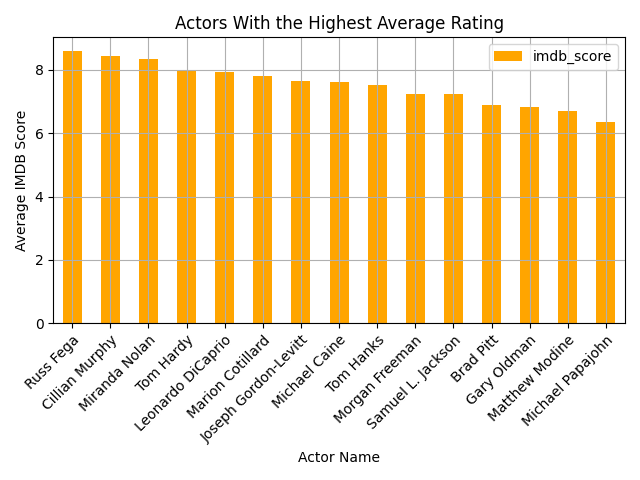 Actors With the Highest Average Rating
imdb_score
Average IMDB Score
8
6
4
2
0
Russ Fega
Cillian Murphy
Miranda Nolan
Tom Hardy
Leonardo DiCaprio
Marion Cotillard
Joseph Gordon-Levitt
Michael Caine
Tom Hanks
Morgan Freeman
Samuel L. Jackson
Brad Pitt
Gary Oldman
Matthew Modine
Michael Papajohn
Actor Name